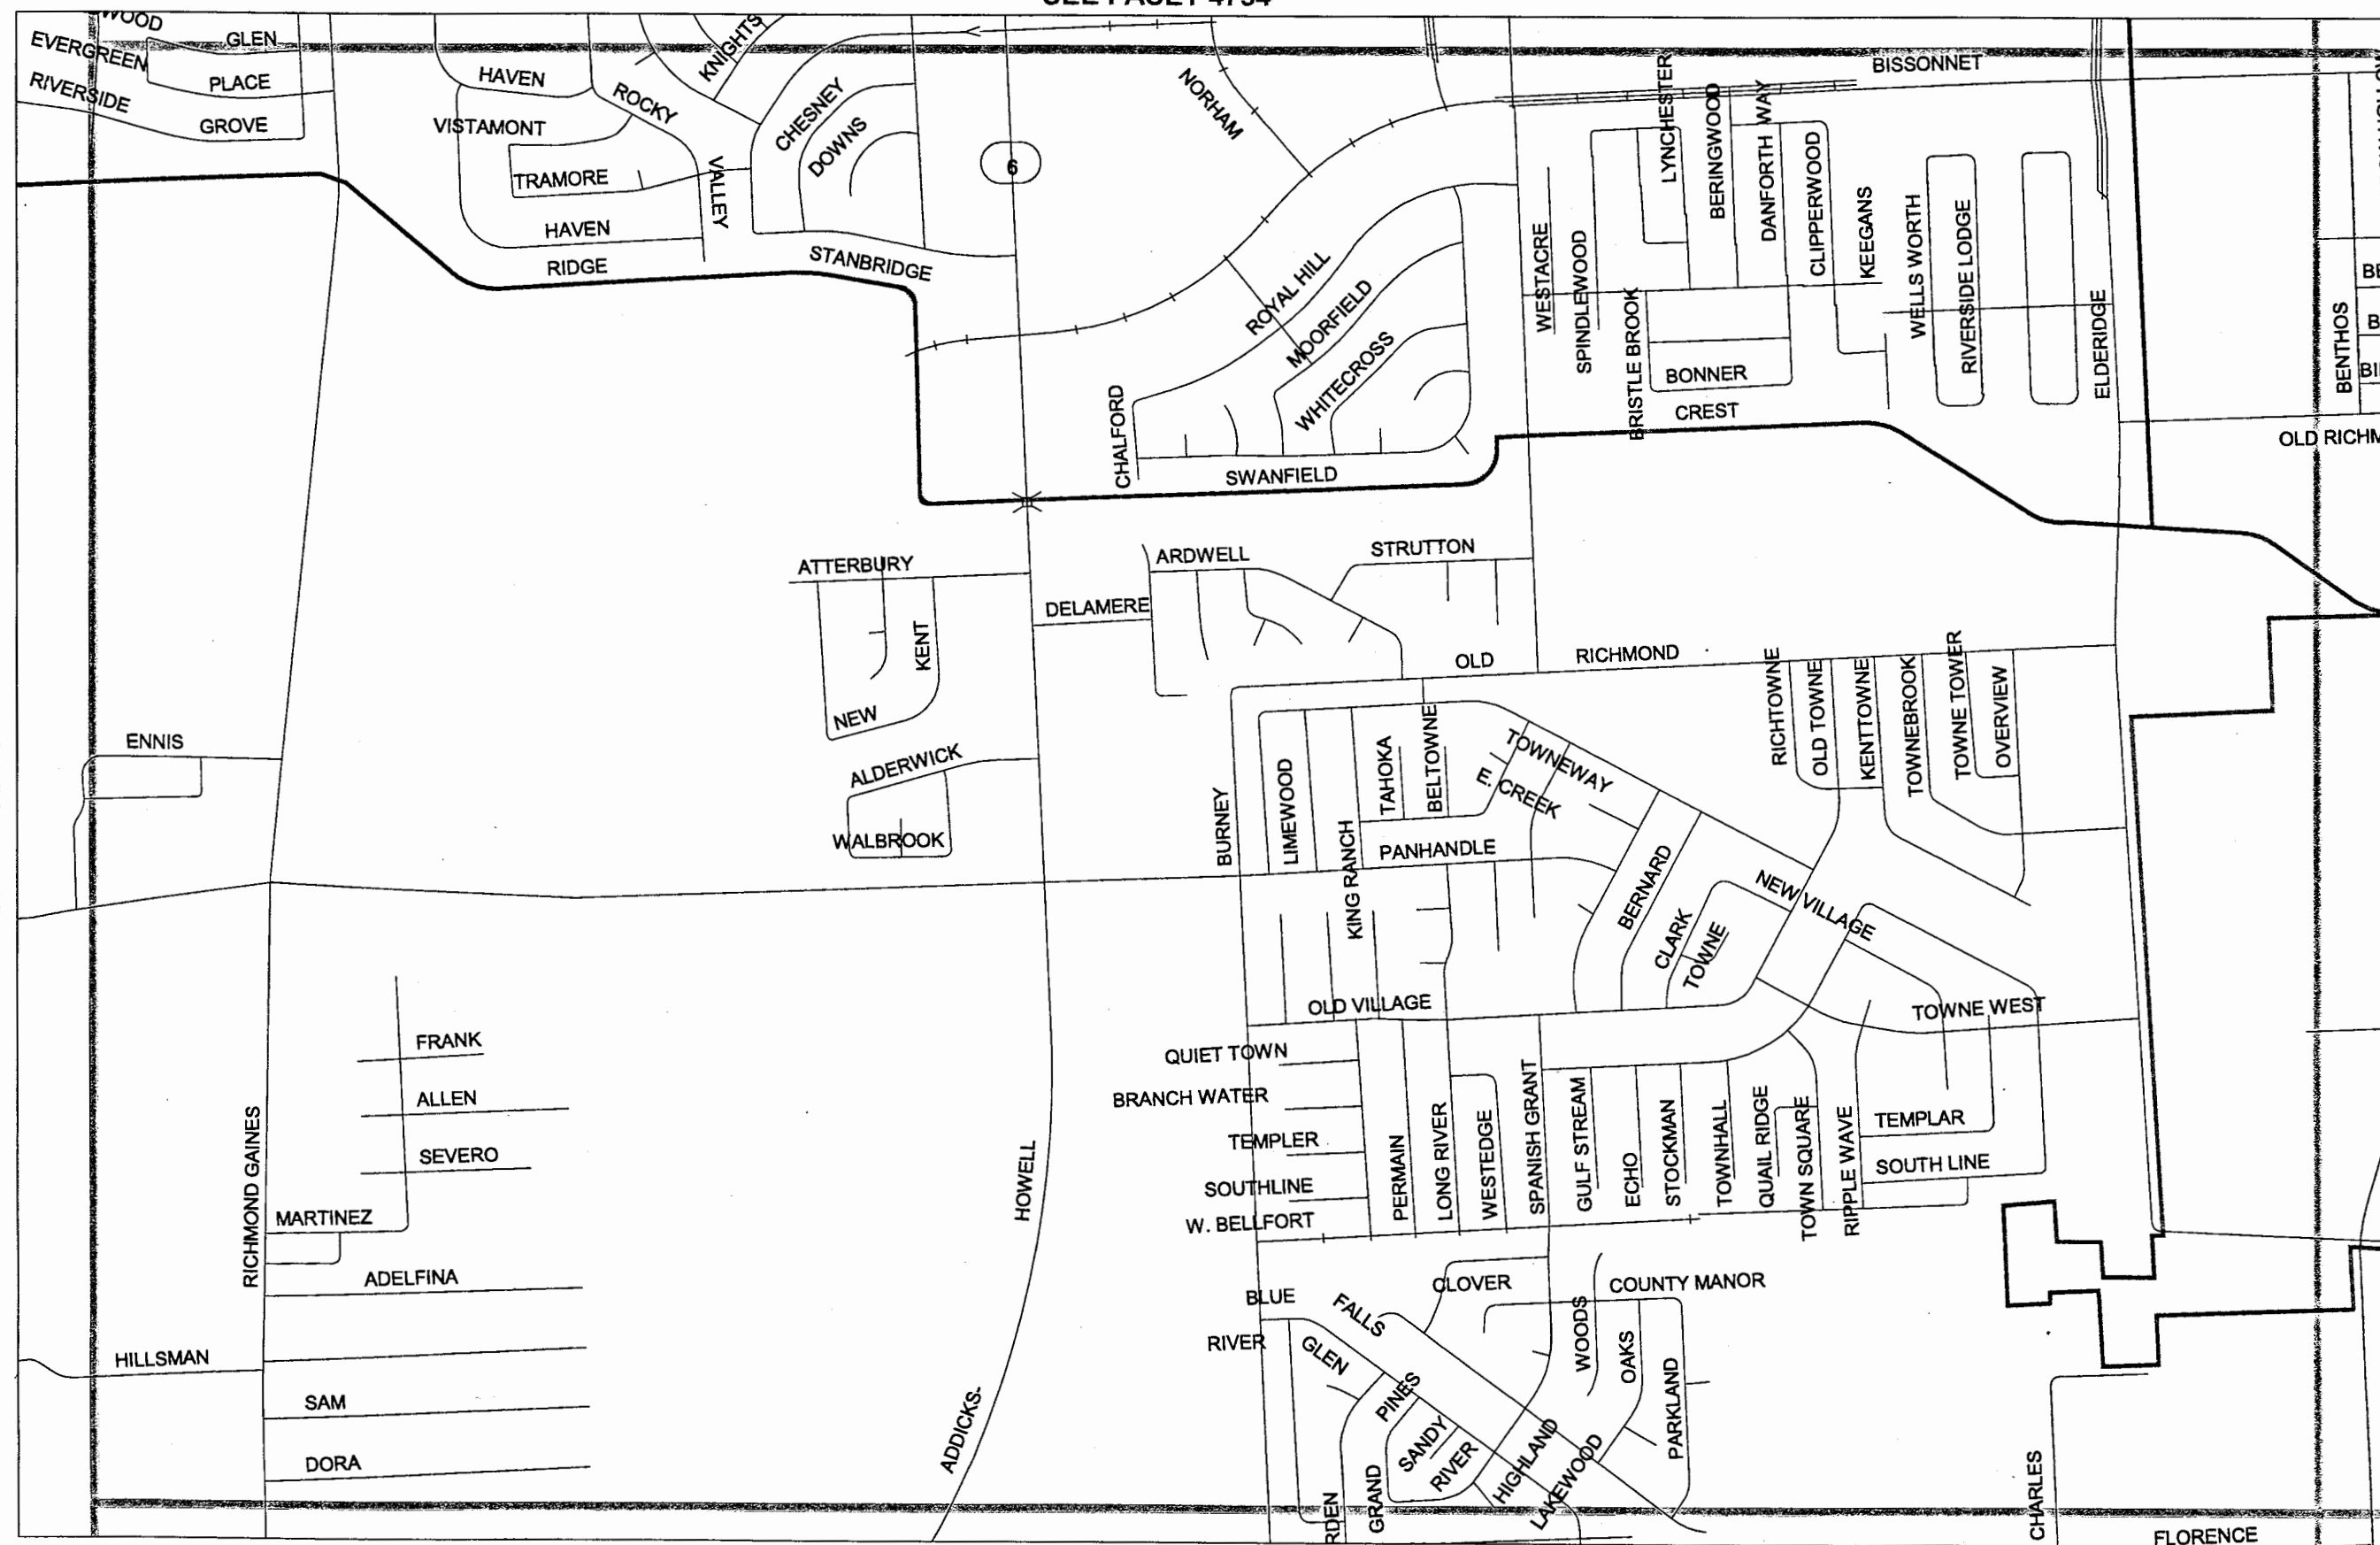 GLEN
EVERGREEN
PLACE
RIVERSIDE
GROVE
HAVEN
ROCKY
KNIGHTS
CHESNEY
DOWNS
VISTAMONT
TRAMORE
VALLEY
HAVEN
RIDGE
STANBRIDGE
6
NORHAM
BISSONNET
LYNCHESTER
BERINGWOOD
DANFORTH WAY
CLIPPERWOOD
KEEGANS
WELLS WORTH
RIVERSIDE LODGE
WESTACRE
SPINDLEWOOD
BRISTLE BROOK
BONNER
CREST
ELDERIDGE
BENTHOS
OLD RICHM
ROYAL HILL
MOORFIELD
WHITECROSS
CHALFORD
SWANFIELD
ATTERBURY
KENT
NEW
DELAMERE
ARDWELL
STRUTTON
OLD
RICHMOND
RICHTOWNE
OLD TOWNE
KENTTOWNE
TOWNEBROOK
TOWNE TOWER
OVERVIEW
ENNIS
ALDERWICK
WALBROOK
BURNEY
LIMEWOOD
KING RANCH
TAHOKA
BELTOWNE
TOWNEWAY
E. CREEK
PANHANDLE
BERNARD
CLARK
TOWNE
NEW VILLAGE
OLD VILLAGE
TOWNE WEST
FRANK
ALLEN
SEVERO
MARTINEZ
RICHMOND GAINES
ADELFINA
HILLSMAN
SAM
DORA
HOWELL
ADDICKS-
QUIET TOWN
BRANCH WATER
TEMPLER
SOUTHLINE
W. BELLFORT
PERMAIN
LONG RIVER
WESTEDGE
SPANISH GRANT
GULF STREAM
ECHO
STOCKMAN
TOWNHALL
QUAIL RIDGE
TOWN SQUARE
RIPPLE WAVE
TEMPLAR
SOUTH LINE
BLUE
RIVER
FALLS
GLEN
CLOVER
COUNTY MANOR
WOODS
OAKS
PARKLAND
PINES
SANDY
RIVER
GRAND
HIGHLAND
LAKEWOOD
RDEN
CHARLES
FLORENCE